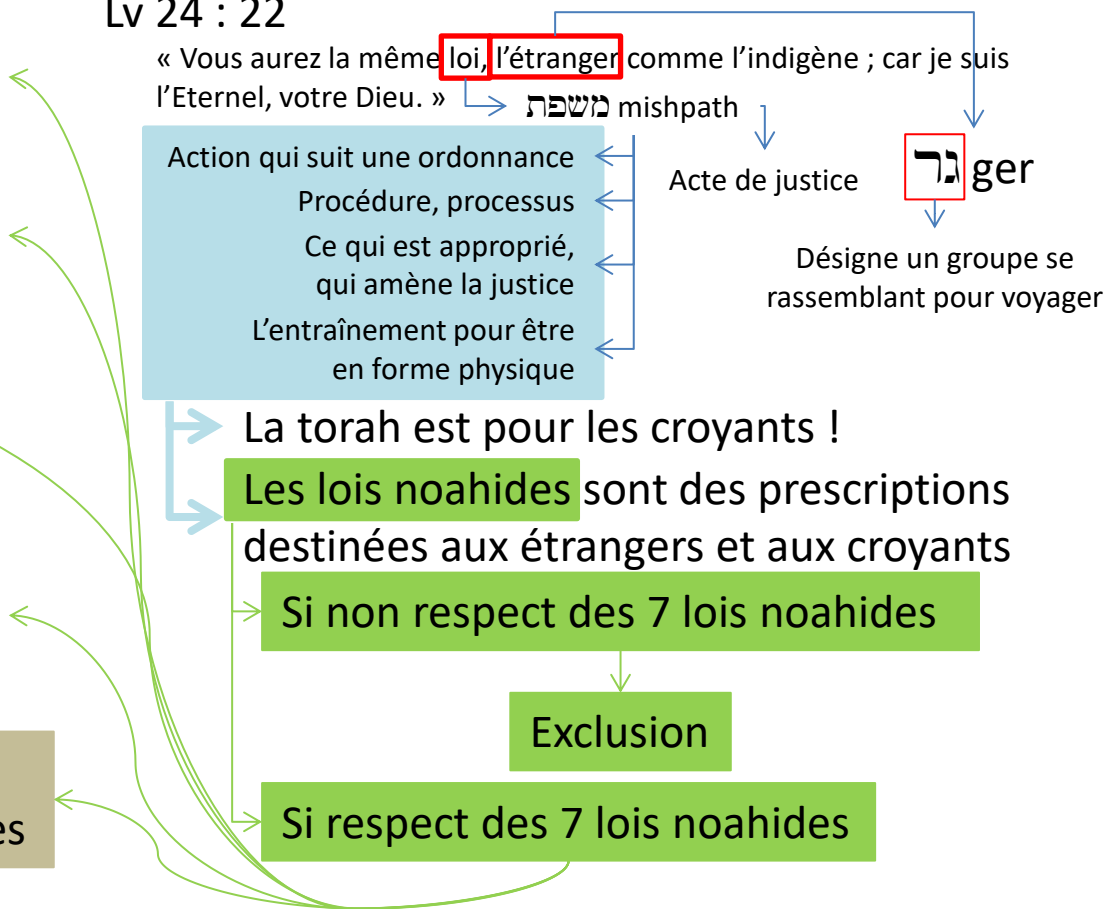 Lv 24 : 22
« Vous aurez la même loi, l’étranger comme l’indigène ; car je suis
l’Eternel, votre Dieu. »
משפת mishpath
Action qui suit une ordonnance
Procédure, processus
Ce qui est approprié,
qui amène la justice
L’entraînement pour être
en forme physique
Acte de justice
גר ger
Désigne un groupe se
rassemblant pour voyager
La torah est pour les croyants !
Les lois noahides sont des prescriptions
destinées aux étrangers et aux croyants
Si non respect des 7 lois noahides
Exclusion
Si respect des 7 lois noahides
es